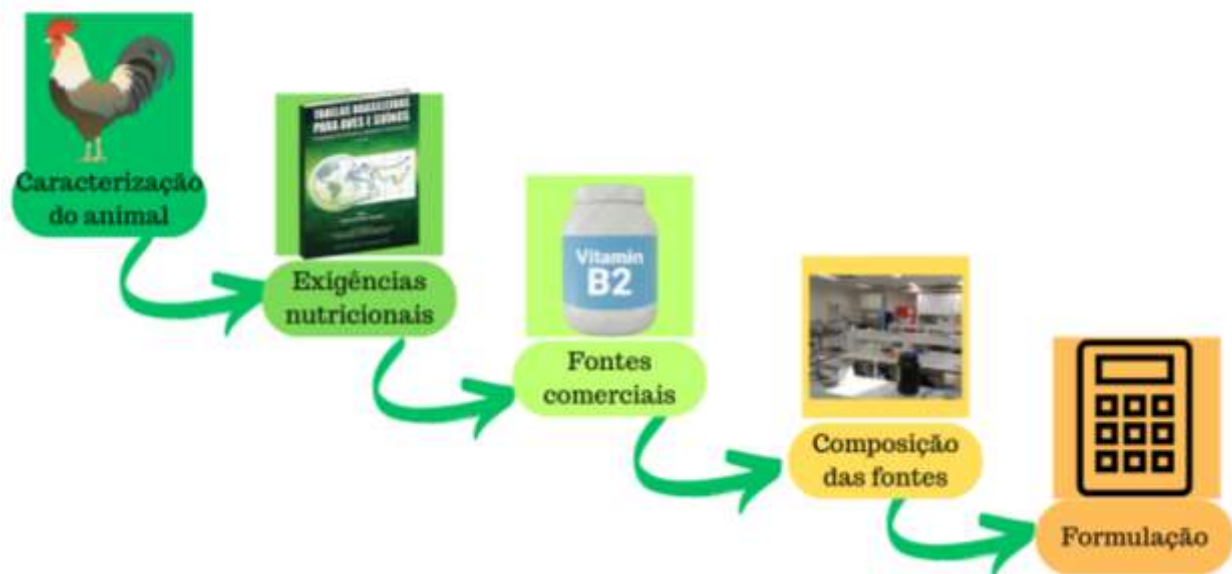 Caracterização
do animal
TABELAS BRASILEIRAS
PARA AVES E SUÍNOS
Exigências
nutricionais
Vitamin
B2
Fontes
comerciais
Composição
das fontes
Formulação